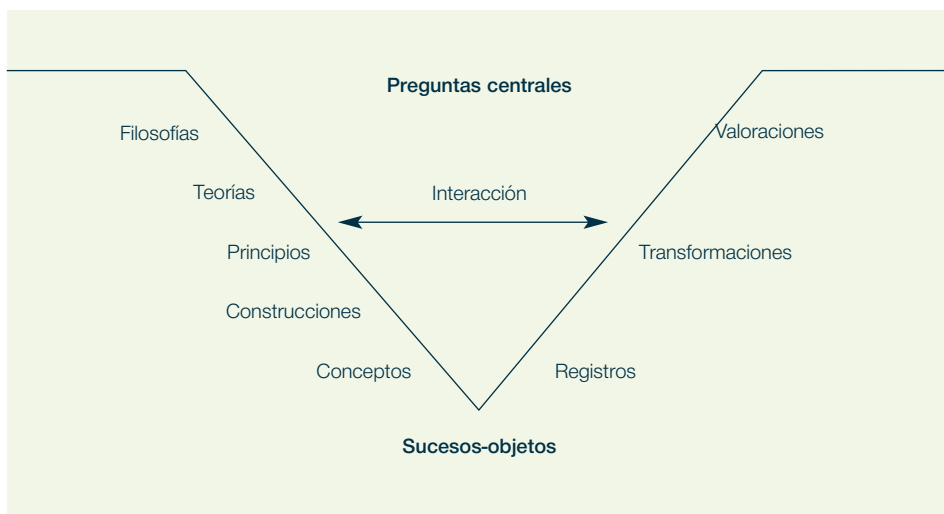 Preguntas centrales
Filosofías
Valoraciones
Teorías
Interacción
Principios
Transformaciones
Construcciones
Conceptos
Registros
Sucesos-objetos